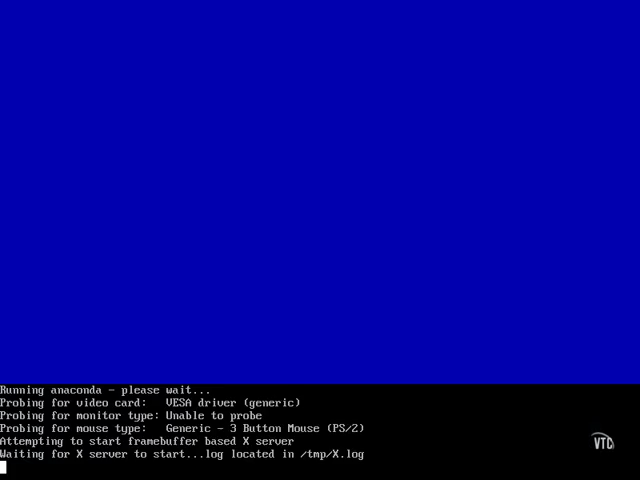 Running anaconda - please wait...
Probing for video card:   VESA driver (generic)
Probing for monitor type: Unable to probe
Probing for mouse type:   Generic - 3 Button Mouse (PS/2)
Attempting to start framebuffer based X server
Waiting for X server to start...log located in /tmp/X.log
VTC